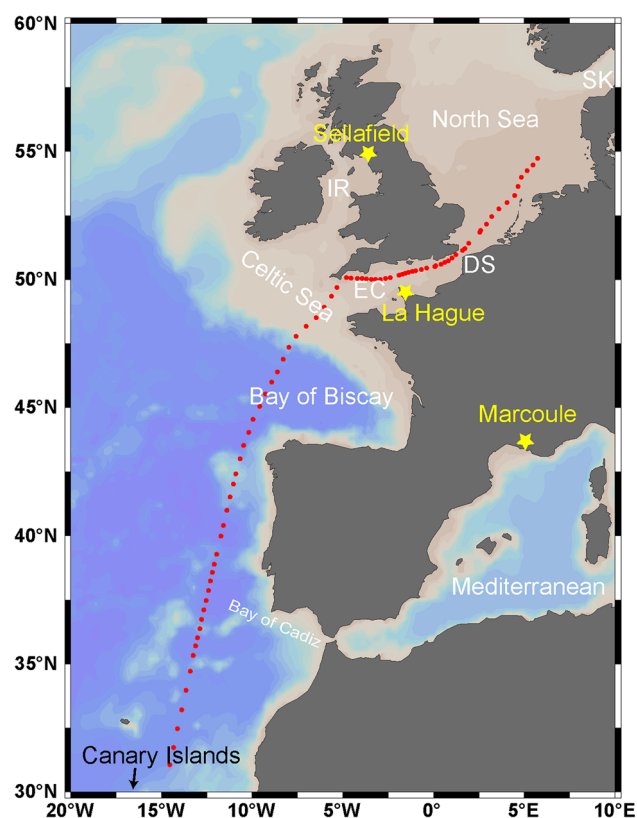 60°N
SK
North Sea
Sellafield
55°N
IR
DS
Celtic Sea
50°N
EC
La Hague
Bay of Biscay
45°N
Marcoule
40°N
Mediterranean
Bay of Cadiz
35°N
Canary Islands
30°N
20°W
15°W
10°W
5°W
0°
5°E
10°E